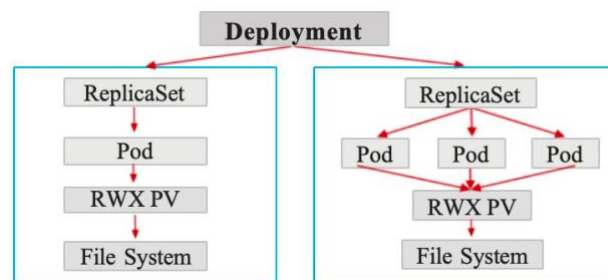 Deployment
ReplicaSet
Pod
RWX PV
File System
ReplicaSet
Pod Pod Pod
RWX PV
File System